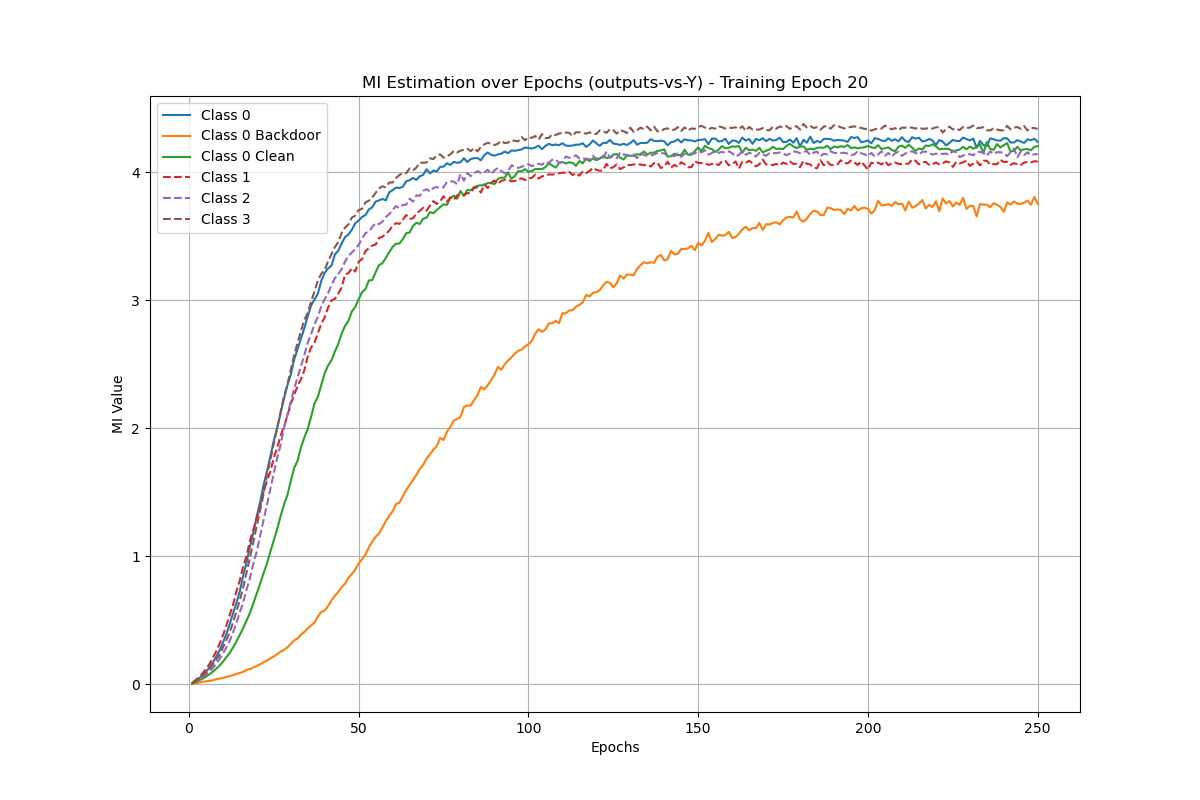 MI Estimation over Epochs (outputs-vs-Y) - Training Epoch 20
Class 0
Class 0 Backdoor
Class 0 Clean
Class 1
Class 2
Class 3
MI Value
4
3
2
1
0
0 50 100 150 200 250
Epochs